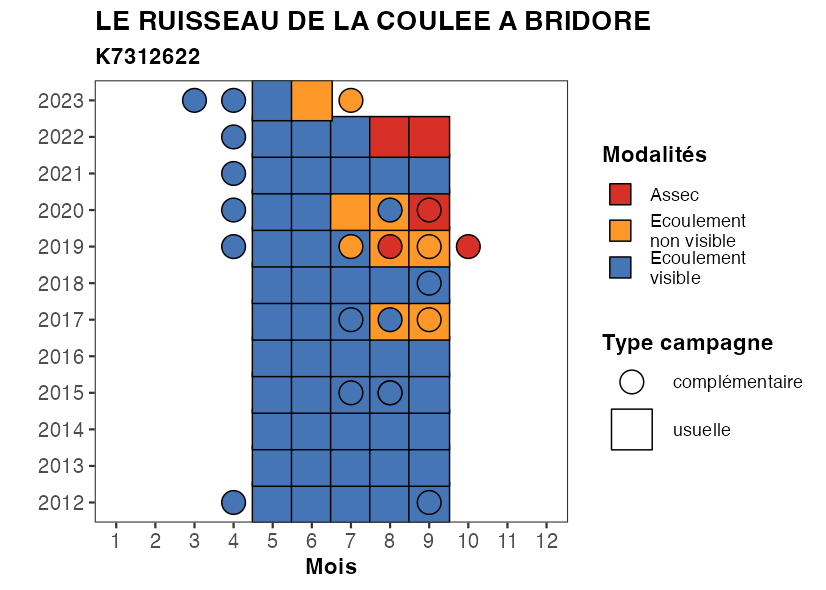 LE RUISSEAU DE LA COULEE A BRIDORE
K7312622
2023
2022
2021
2020
2019
2018
2017
2016
2015
2014
2013
2012
1 2 3 4 5 6 7 8 9 10 11 12
Mois
Modalités
Assec
Ecoulement
non visible
Ecoulement
visible
Type campagne
complémentaire
usuelle